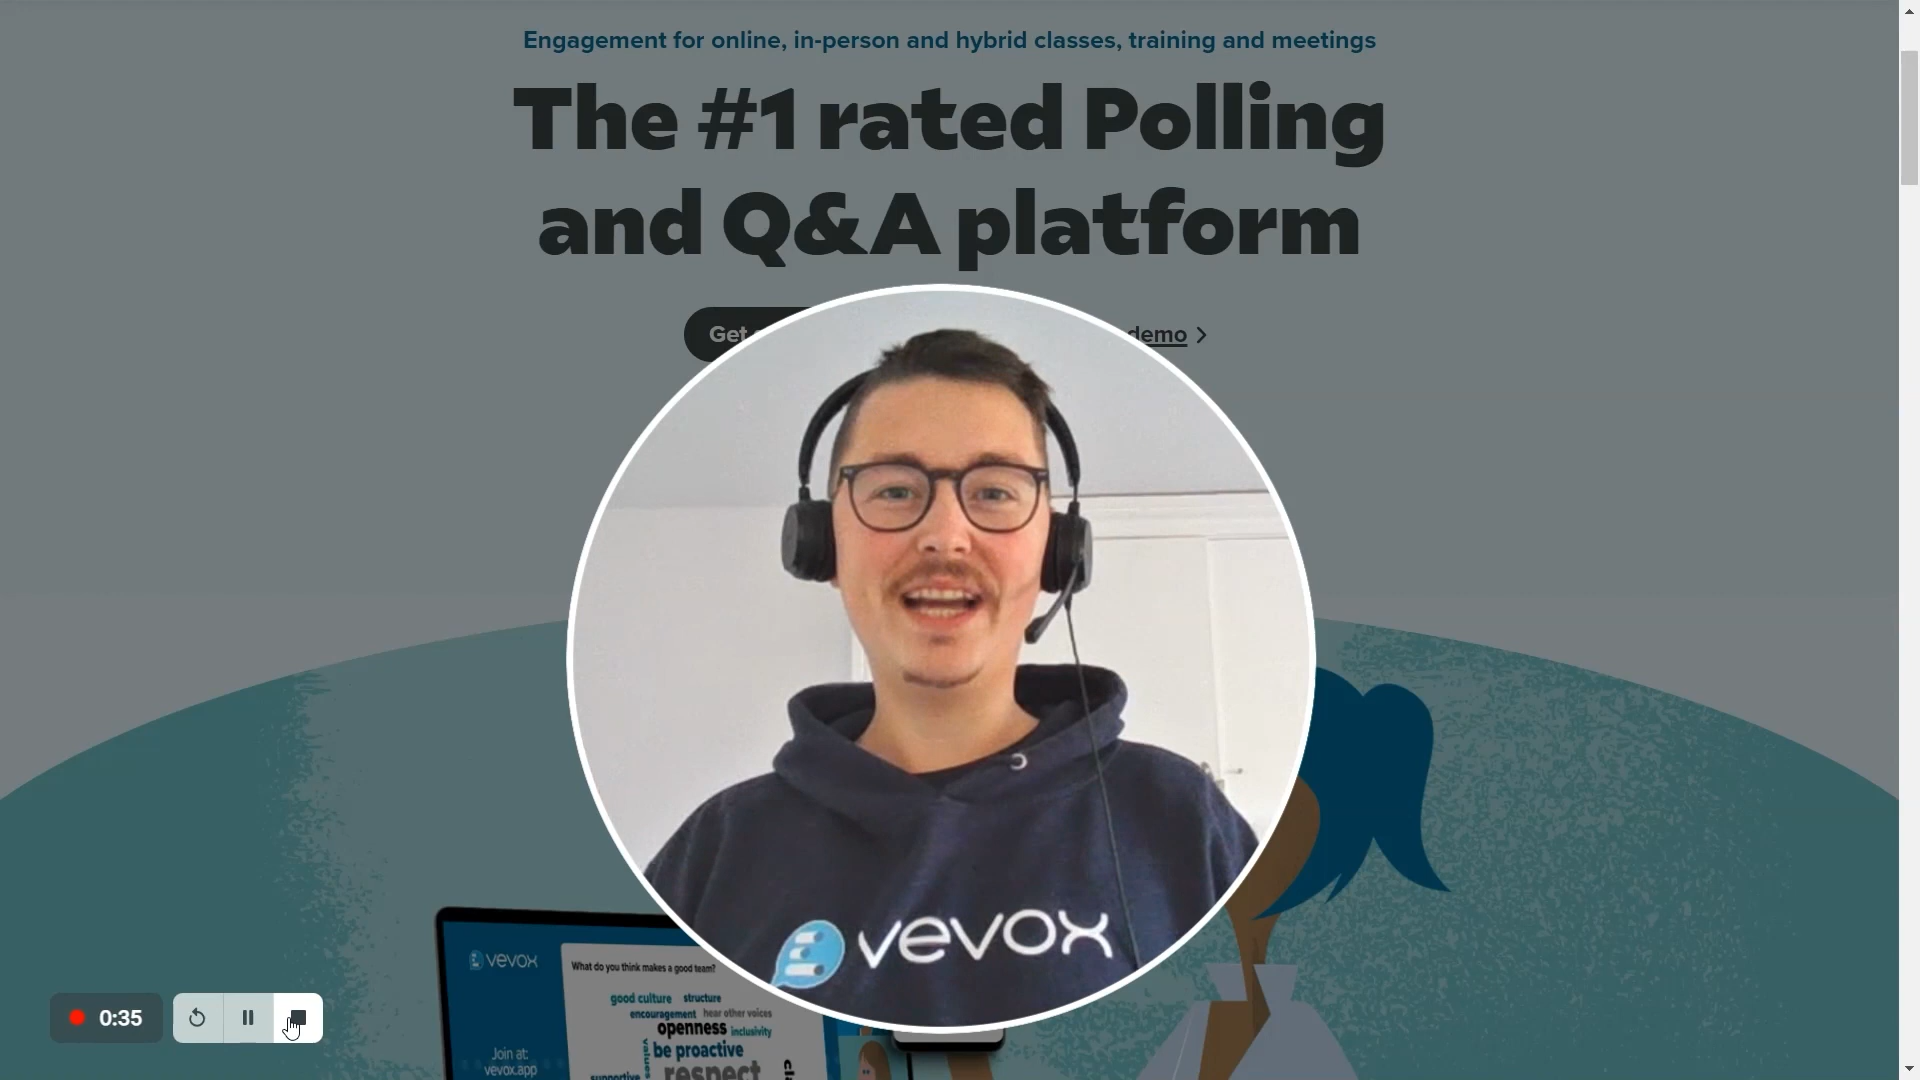 Engagement for online, in-person and hybrid classes, training and meetings
The #1 rated Polling
and Q&A platform
Get
demo
vevox
vevox
What do you think makes a good team?
good culture structure
encouragement hear other voices
openness inclusivity
values
be proactive
supportive respect
Join at:
vevox.app
0:35